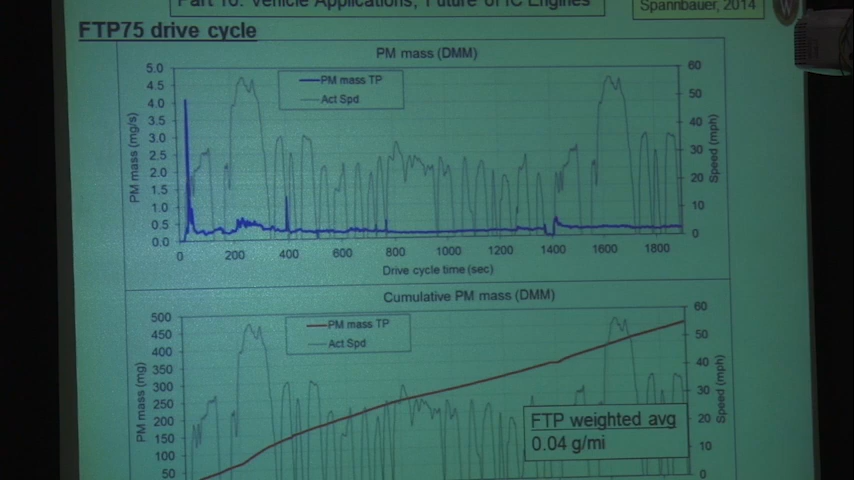 Part 10: Vehicle Applications, Future of IC Engines
Spannbauer, 2014
FTP75 drive cycle
PM mass (DMM)
5.0
4.5
4.0
3.5
3.0
2.5
2.0
1.5
1.0
0.5
0.0
PM mass (mg/s)
PM mass TP
Act Spd
60
50
40
30
20
10
0
Speed (mph)
0 200 400 600 800 1000 1200 1400 1600 1800
Drive cycle time (sec)
Cumulative PM mass (DMM)
500
450
400
350
300
250
200
150
100
50
PM mass (mg)
PM mass TP
Act Spd
60
50
40
30
20
10
0
Speed (mph)
FTP weighted avg
0.04 g/mi